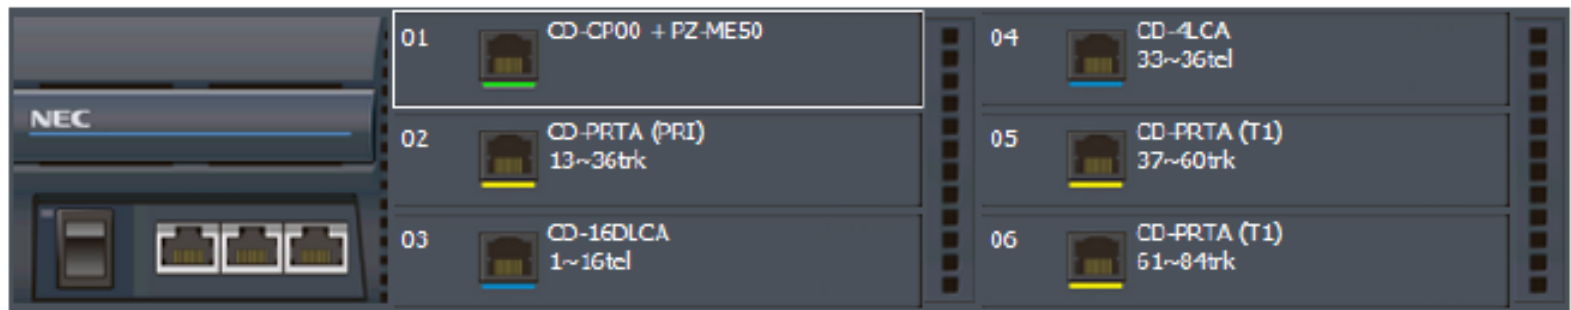 NEC
01
CD-CP00 + PZ-ME50
02
CD-PRTA (PRI)
13~36trk
03
CD-16DLCA
1~16tel
04
CD-4LCA
33~36tel
05
CD-PRTA (T1)
37~60trk
06
CD-PRTA (T1)
61~84trk